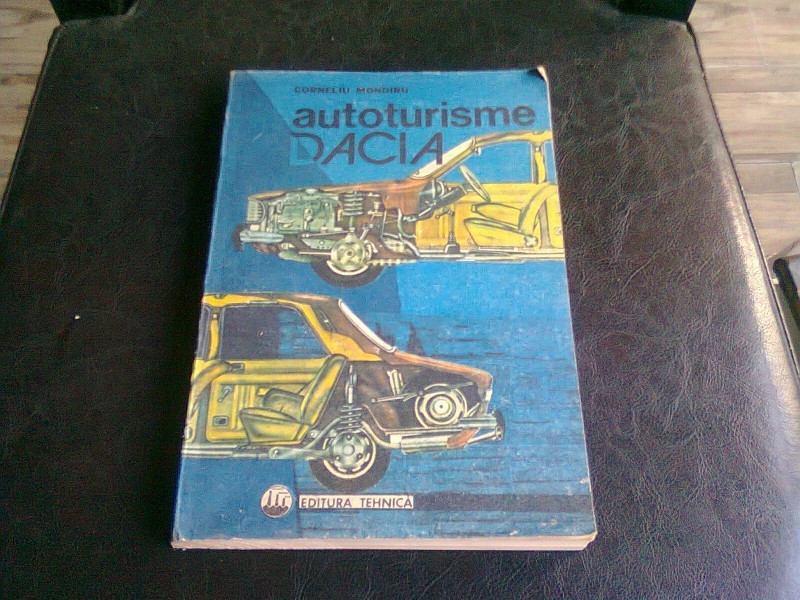 CORNELIU MONDIRU
autoturisme
DACIA
EDITURA TEHNICĂ